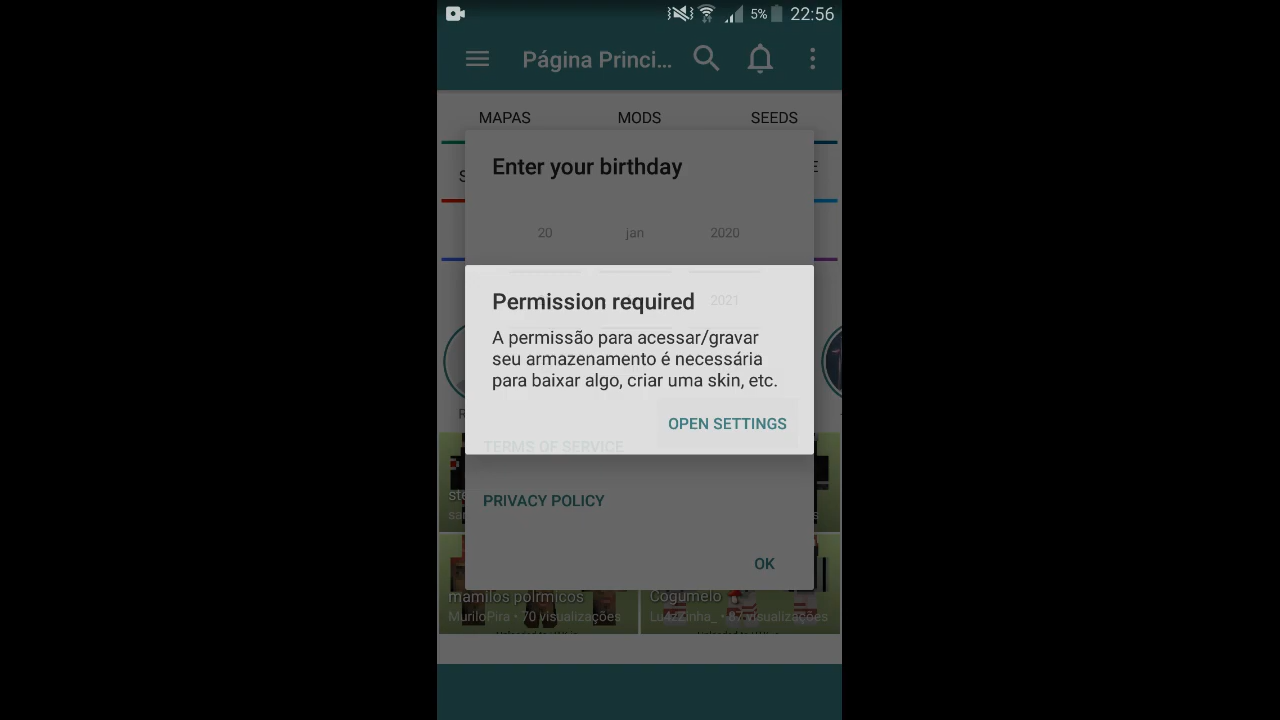 5% 22:56
Página Princi...
MAPAS MODS SEEDS
Enter your birthday
20 jan 2020
Permission required
2021
A permissão para acessar/gravar
seu armazenamento é necessária
para baixar algo, criar uma skin, etc.
OPEN SETTINGS
TERMS OF SERVICE
PRIVACY POLICY
OK
mamilos polrmicos
MuriloPira • 70 visualizações
Cogumelo
Lu4zZinha_ • 87 visualizações